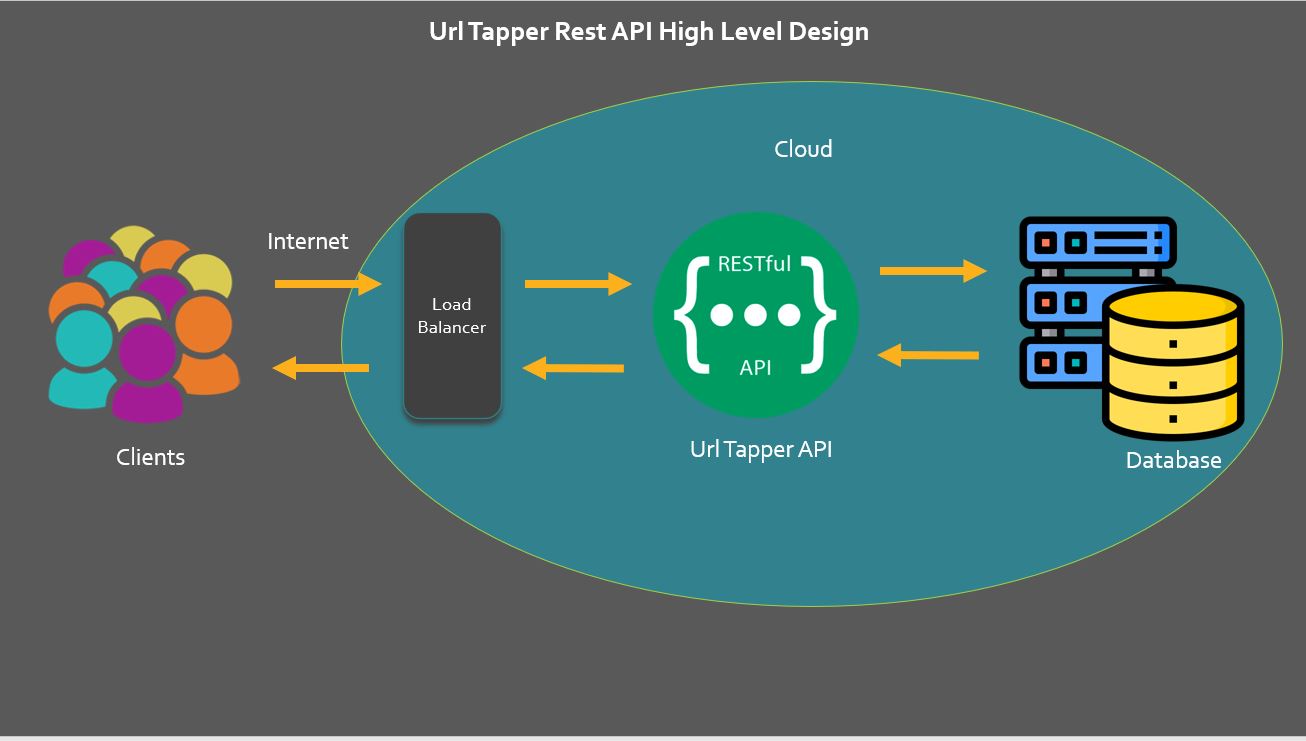 Url Tapper Rest API High Level Design
Cloud
Internet
Load
Balancer
RESTful
API
Url Tapper API
Clients
Database